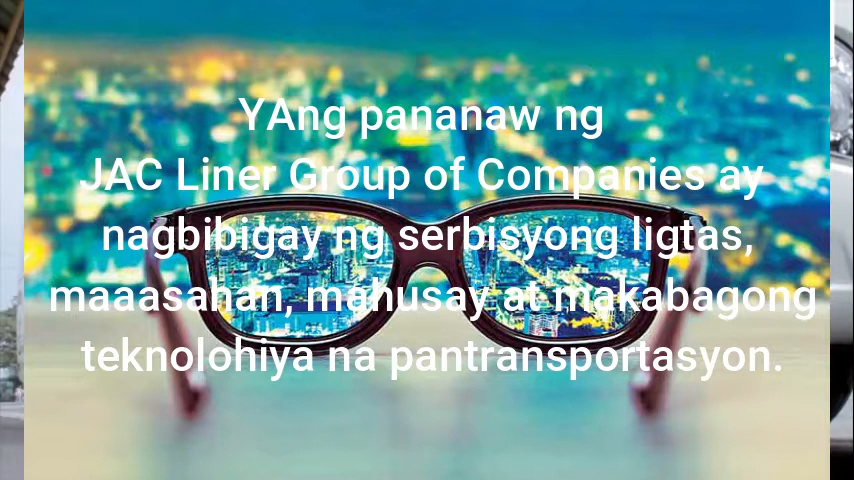 YAng pananaw ng
JAC Liner Group of Companies ay
nagbibigay ng serbisyong ligtas,
maaasahan, mahusay at makabagong
teknolohiya na pantransportasyon.